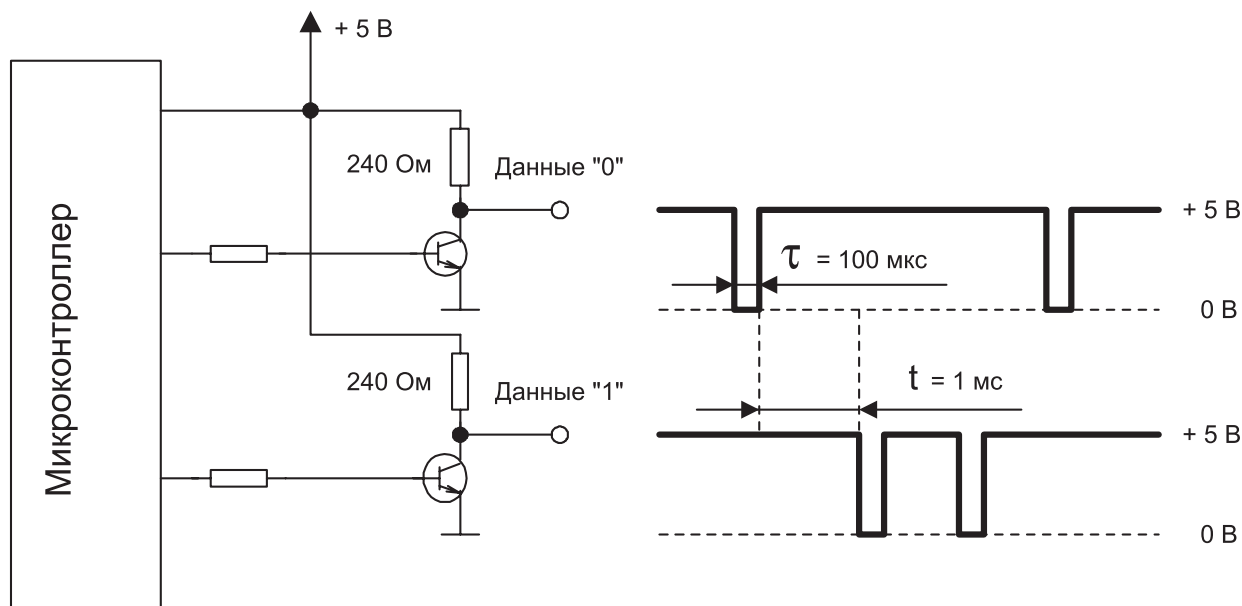 + 5 В
Микроконтроллер
240 Ом
Данные "0"
240 Ом
Данные "1"
+ 5 В
τ = 100 мкс
0 В
t = 1 мс
+ 5 В
0 В